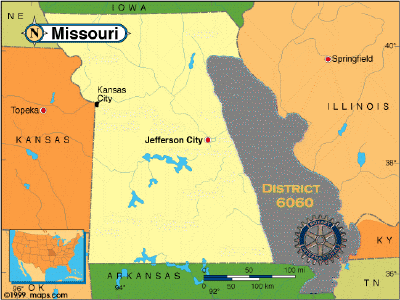 IOWA
NE
N
Missouri
40°
Springfield
Kansas
City
Topeka
ILLINOIS
KANSAS
Jefferson City
38°
DISTRICT
6060
KY
36°
0 50 100 mi
0 50 100 km
ARKANSAS
TN
OK
96°
94°
92°
©1999 maps.com